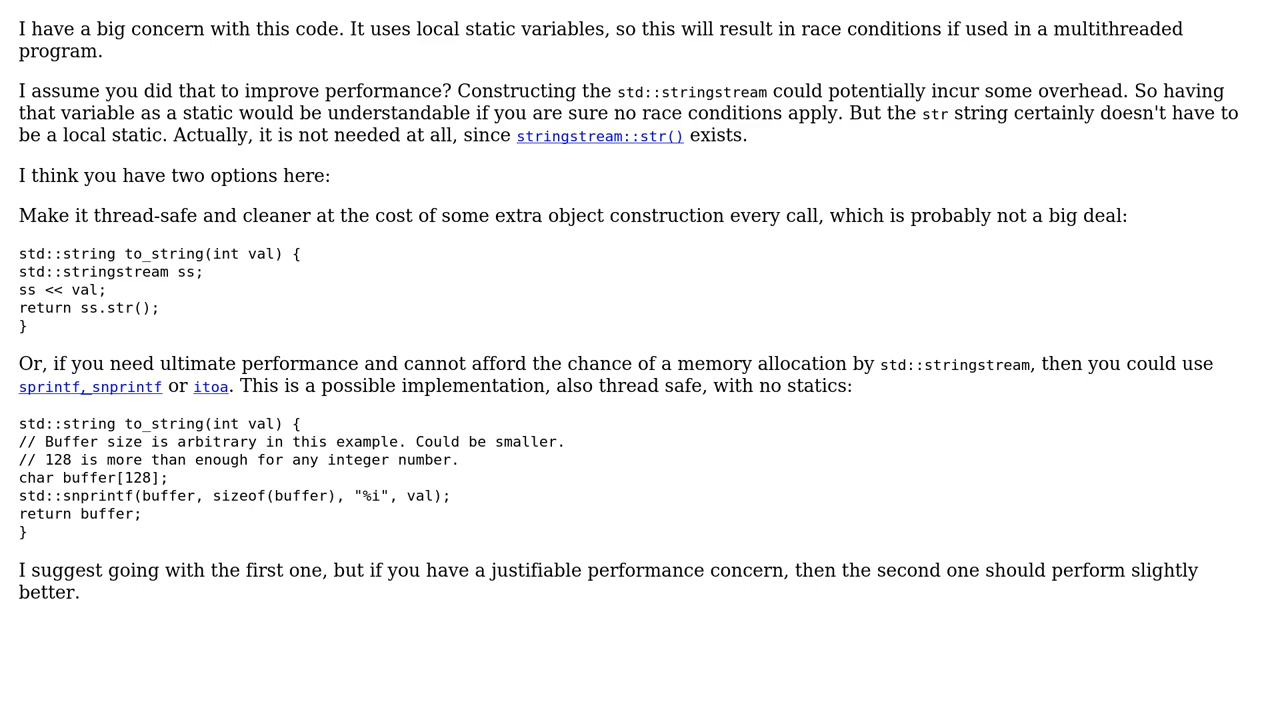 I have a big concern with this code. It uses local static variables, so this will result in race conditions if used in a multithreaded
program.
I assume you did that to improve performance? Constructing the std::stringstream could potentially incur some overhead. So having
that variable as a static would be understandable if you are sure no race conditions apply. But the str string certainly doesn't have to
be a local static. Actually, it is not needed at all, since stringstream::str() exists.
I think you have two options here:
Make it thread-safe and cleaner at the cost of some extra object construction every call, which is probably not a big deal:
std::string to_string(int val) {
std::stringstream ss;
ss << val;
return ss.str();
}
Or, if you need ultimate performance and cannot afford the chance of a memory allocation by std::stringstream, then you could use
sprintf,_snprintf or itoa. This is a possible implementation, also thread safe, with no statics:
std::string to_string(int val) {
// Buffer size is arbitrary in this example. Could be smaller.
// 128 is more than enough for any integer number.
char buffer[128];
std::snprintf(buffer, sizeof(buffer), "%i", val);
return buffer;
}
I suggest going with the first one, but if you have a justifiable performance concern, then the second one should perform slightly
better.